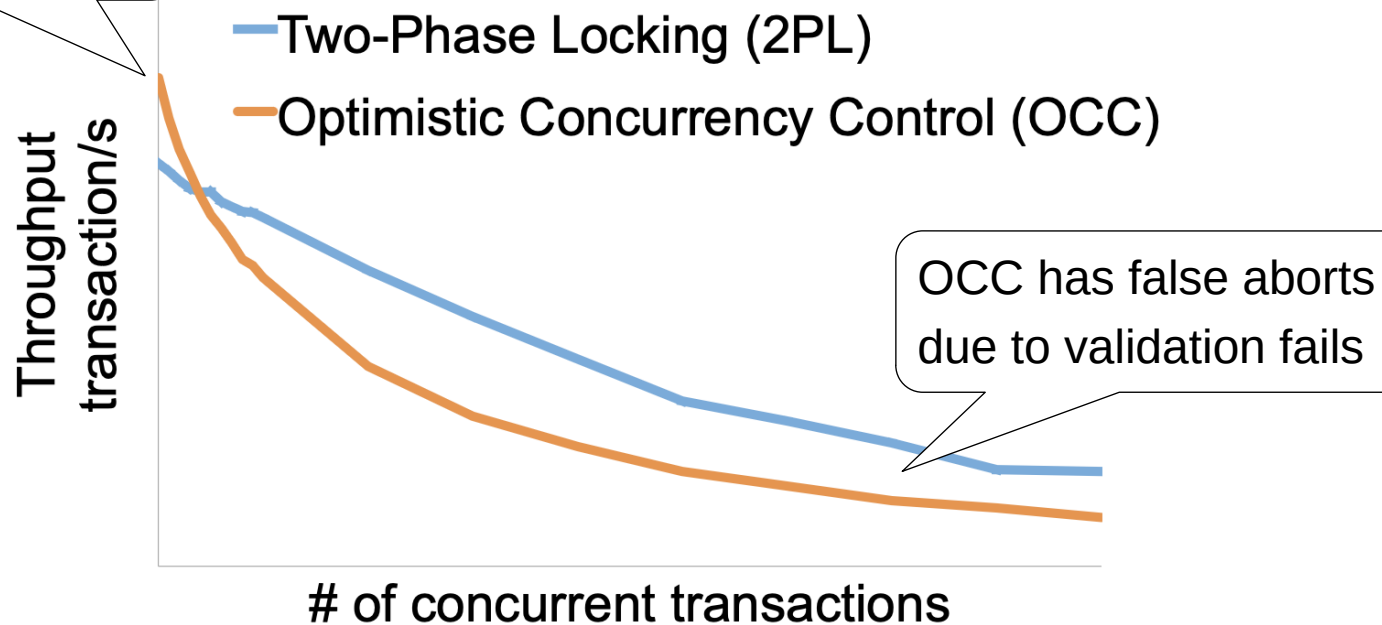 Two-Phase Locking (2PL)
Optimistic Concurrency Control (OCC)
Throughput
transaction/s
OCC has false aborts
due to validation fails
# of concurrent transactions